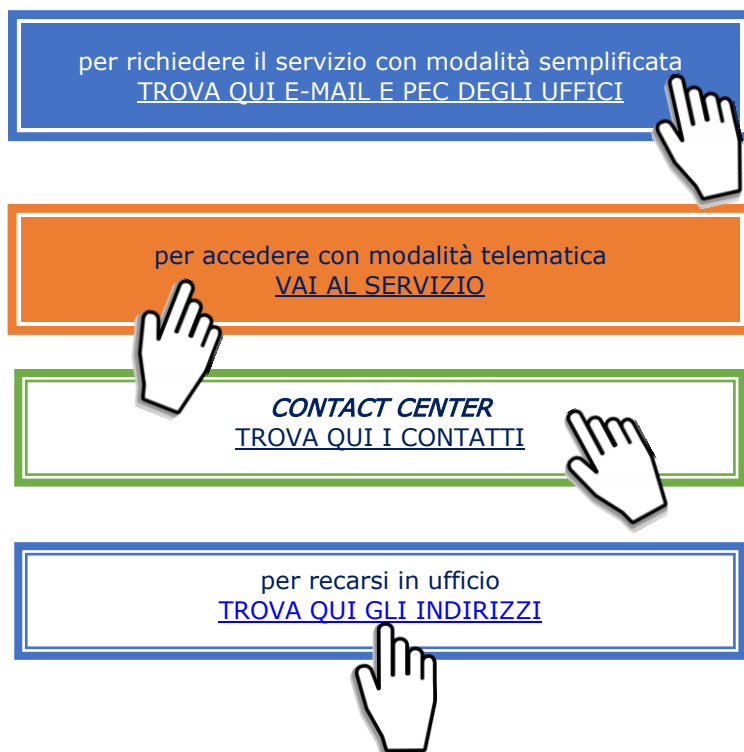 per richiedere il servizio con modalità semplificata
TROVA QUI E-MAIL E PEC DEGLI UFFICI
per accedere con modalità telematica
VAI AL SERVIZIO
CONTACT CENTER
TROVA QUI I CONTATTI
per recarsi in ufficio
TROVA QUI GLI INDIRIZZI